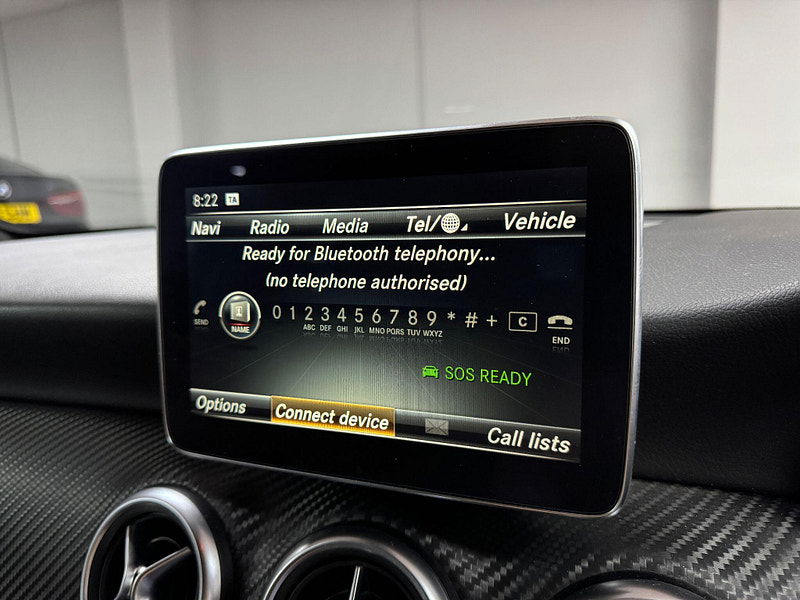 8:22 TA
Navi Radio Media Tel/ Vehicle
Ready for Bluetooth telephony...
(no telephone authorised)
SEND NAME 0 1 2 3 4 5 6 7 8 9 * # + C END
ABC DEF GHI JKL MNO PQRS TUV WXYZ
SOS READY
Options Connect device Call lists